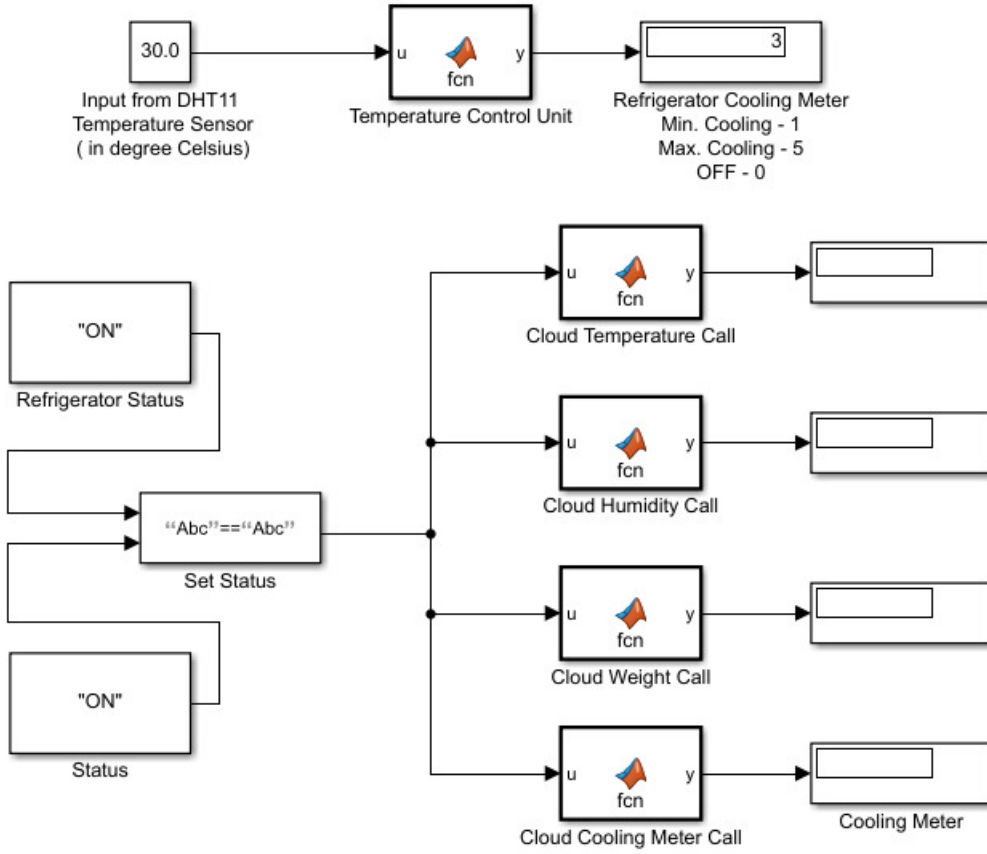 30.0
u
y
fcn
3
Input from DHT11
Temperature Sensor
( in degree Celsius)
Temperature Control Unit
Refrigerator Cooling Meter
Min. Cooling - 1
Max. Cooling - 5
OFF - 0
u
y
fcn
Cloud Temperature Call
"ON"
Refrigerator Status
u
y
fcn
Cloud Humidity Call
“Abc”==“Abc”
Set Status
u
y
fcn
Cloud Weight Call
"ON"
Status
u
y
fcn
Cloud Cooling Meter Call
Cooling Meter